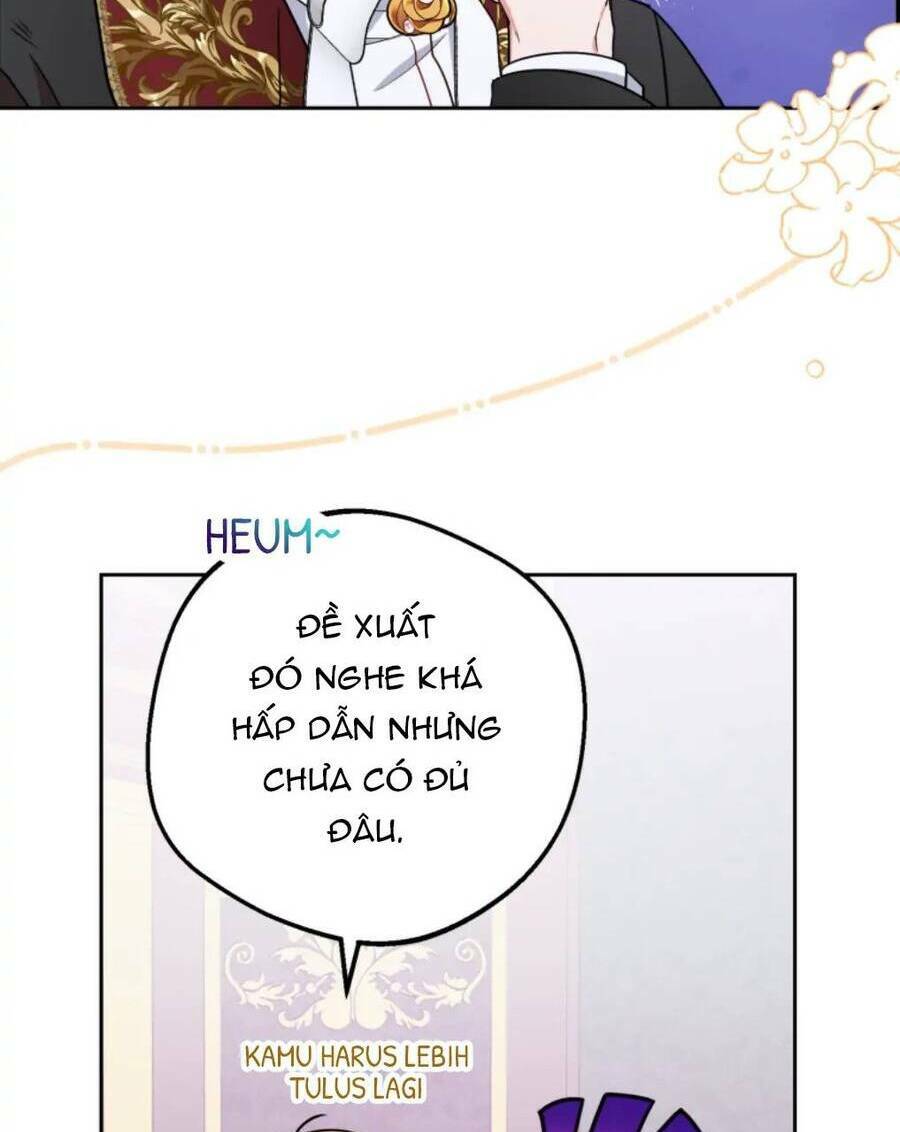 HEUM~
ĐỀ XUẤT
ĐÓ NGHE KHÁ
HẤP DẪN NHƯNG
CHƯA CÓ ĐỦ
ĐÂU.
KAMU HARUS LEBIH
TULUS LAGI